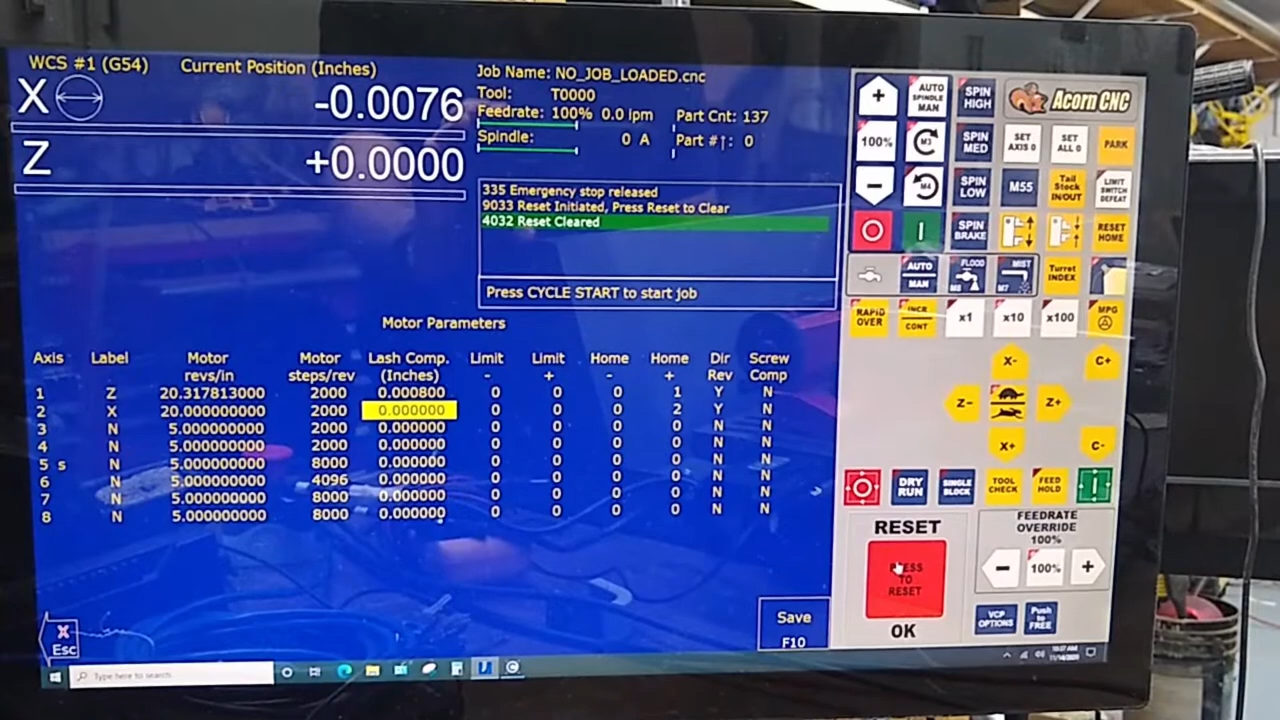 WCS #1 (G54) Current Position (Inches)
X -0.0076
Z +0.0000
Job Name: NO_JOB_LOADED.cnc
Tool: T0000
Feedrate: 100% 0.0 ipm Part Cnt: 137
Spindle: 0 A Part #↑: 0
335 Emergency stop released
9033 Reset Initiated, Press Reset to Clear
4032 Reset Cleared
Press CYCLE START to start job
Motor Parameters
Axis Label Motor Motor Lash Comp. Limit Limit Home Home Dir Screw
- revs/in steps/rev (Inches) - + - + Rev Comp
1 Z 20.317813000 2000 0.000800 0 0 0 1 Y N
2 X 20.000000000 2000 0.000000 0 0 0 2 Y N
3 N 5.000000000 2000 0.000000 0 0 0 0 N N
4 N 5.000000000 2000 0.000000 0 0 0 0 N N
5 s N 5.000000000 8000 0.000000 0 0 0 0 N N
6 N 5.000000000 4096 0.000000 0 0 0 0 N N
7 N 5.000000000 8000 0.000000 0 0 0 0 N N
8 N 5.000000000 8000 0.000000 0 0 0 0 N N
X
Esc
Save
F10
Type here to search
+ AUTO SPINDLE MAN SPIN HIGH Acorn CNC
100% M3 SPIN MED SET AXIS 0 SET ALL 0 PARK
- M4 SPIN LOW M55 Tail Stock IN/OUT LIMIT SWITCH DEFEAT
SPIN BRAKE RESET HOME
AUTO MAN FLOOD M8 MIST M7 Turret INDEX
RAPID OVER INCR CONT x1 x10 x100 MPG
X- C+
Z- Z+
X+ C-
DRY RUN SINGLE BLOCK TOOL CHECK FEED HOLD
RESET
PRESS
TO
RESET
OK
FEEDRATE
OVERRIDE
100%
- 100% +
VCP OPTIONS Push to FREE
10:07 AM